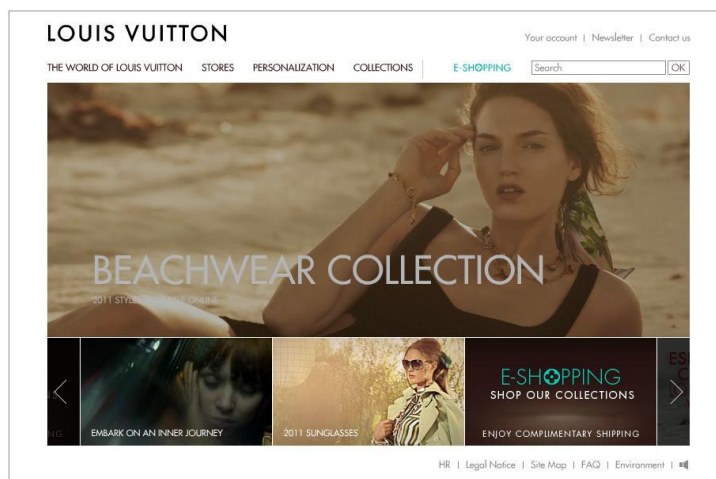 LOUIS VUITTON
Your account | Newsletter | Contact us
THE WORLD OF LOUIS VUITTON STORES PERSONALIZATION COLLECTIONS E-SHOPPING Search OK
BEACHWEAR COLLECTION
2011 ONLINE
EMBARK ON AN INNER JOURNEY
2011 SUNGLASSES
E-SHOPPING
SHOP OUR COLLECTIONS
ENJOY COMPLIMENTARY SHIPPING
HR | Legal Notice | Site Map | FAQ | Environment |